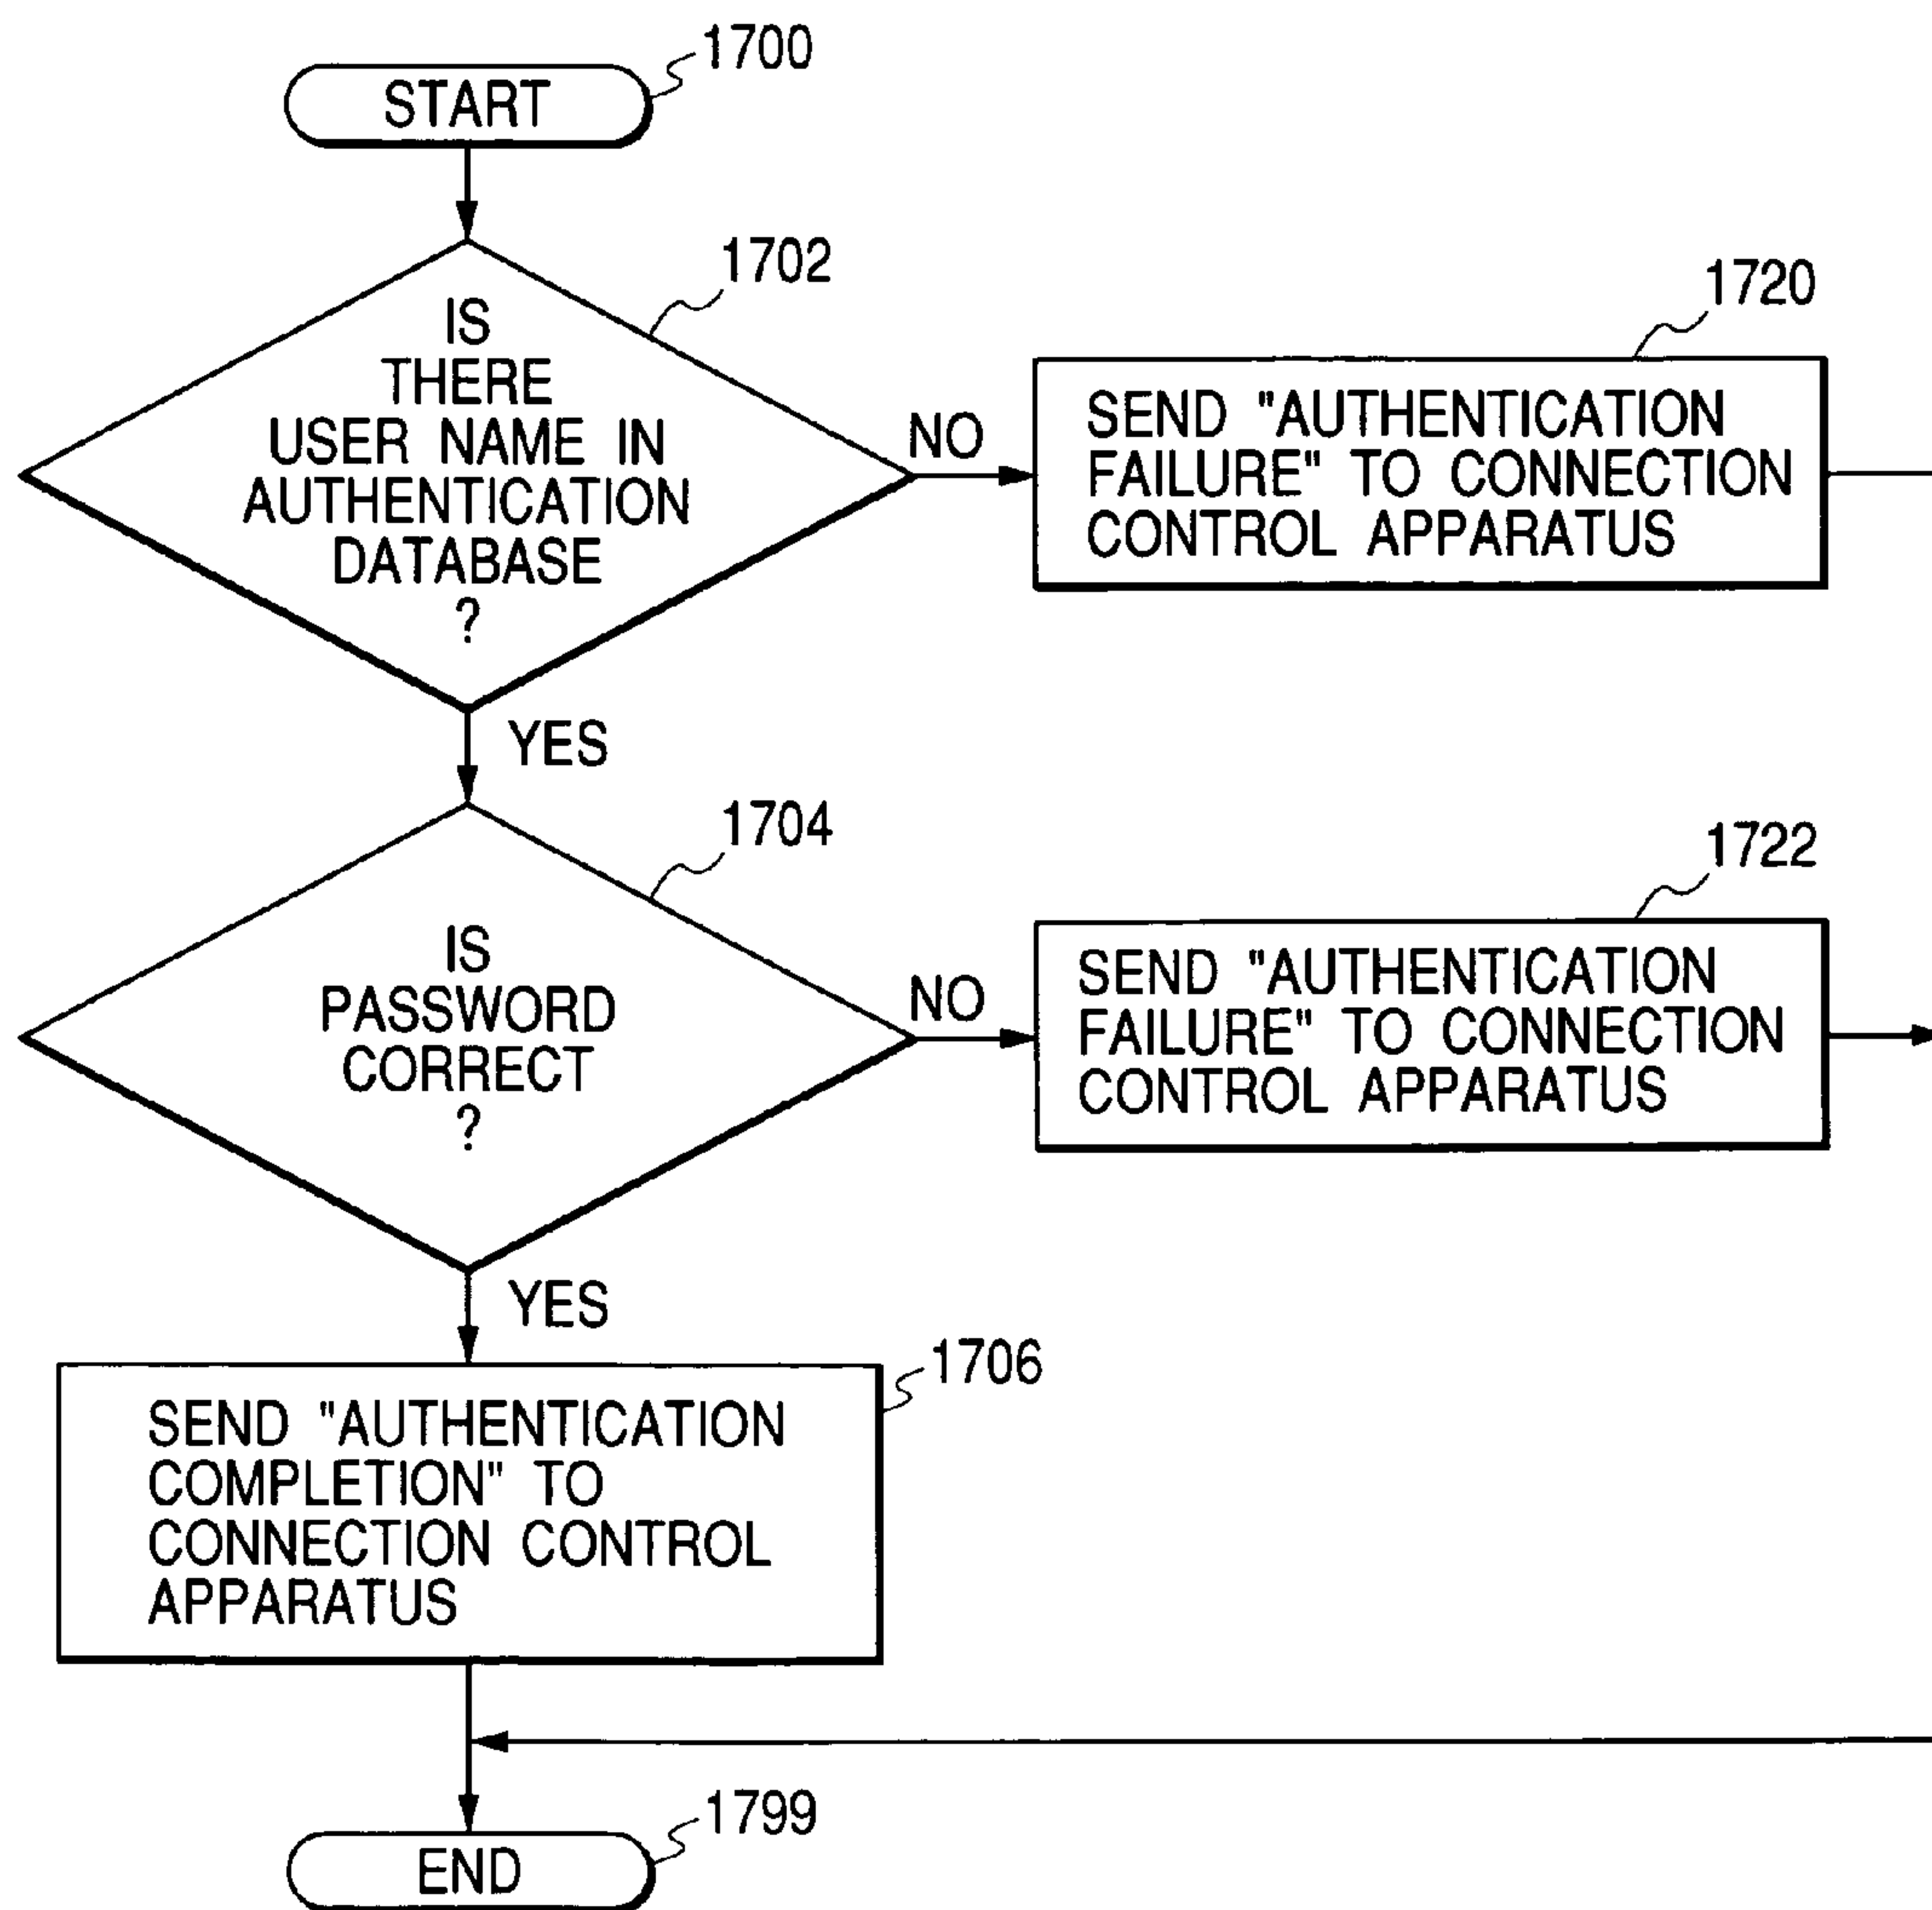 1700
START
1702
IS
THERE
USER NAME IN
AUTHENTICATION
DATABASE
?
NO
1720
SEND "AUTHENTICATION
FAILURE" TO CONNECTION
CONTROL APPARATUS
YES
1704
IS
PASSWORD
CORRECT
?
NO
1722
SEND "AUTHENTICATION
FAILURE" TO CONNECTION
CONTROL APPARATUS
YES
1706
SEND "AUTHENTICATION
COMPLETION" TO
CONNECTION CONTROL
APPARATUS
1799
END